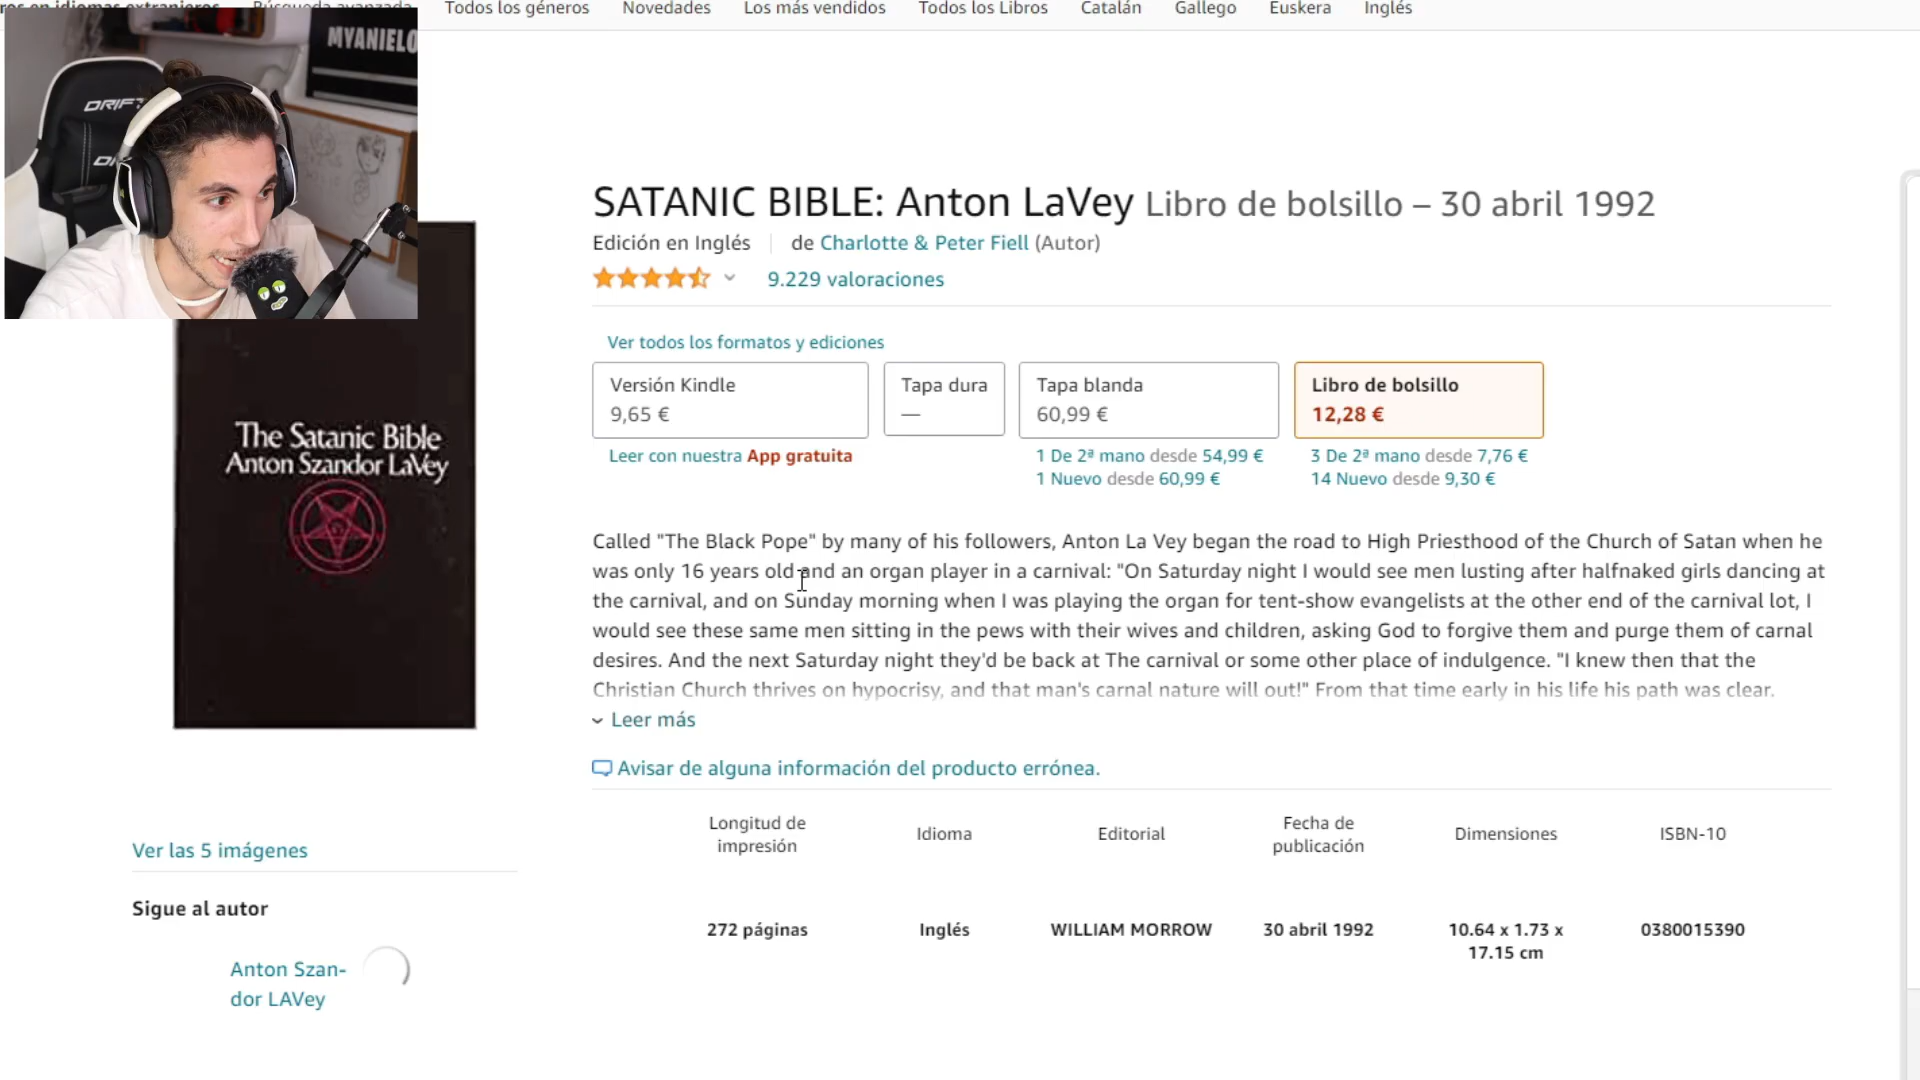 Todos los géneros
Novedades
Los más vendidos
Todos los Libros
Catalán
Gallego
Euskera
Inglés
MYANIELO
DRIFT
SATANIC BIBLE: Anton LaVey Libro de bolsillo – 30 abril 1992
Edición en Inglés | de Charlotte & Peter Fiell (Autor)
9.229 valoraciones
Ver todos los formatos y ediciones
Versión Kindle
9,65 €
Leer con nuestra App gratuita
Tapa dura
—
Tapa blanda
60,99 €
1 De 2ª mano desde 54,99 €
1 Nuevo desde 60,99 €
Libro de bolsillo
12,28 €
3 De 2ª mano desde 7,76 €
14 Nuevo desde 9,30 €
The Satanic Bible
Anton Szandor LaVey
Called "The Black Pope" by many of his followers, Anton La Vey began the road to High Priesthood of the Church of Satan when he
was only 16 years old and an organ player in a carnival: "On Saturday night I would see men lusting after halfnaked girls dancing at
the carnival, and on Sunday morning when I was playing the organ for tent-show evangelists at the other end of the carnival lot, I
would see these same men sitting in the pews with their wives and children, asking God to forgive them and purge them of carnal
desires. And the next Saturday night they'd be back at The carnival or some other place of indulgence. "I knew then that the
Christian Church thrives on hypocrisy, and that man's carnal nature will out!" From that time early in his life his path was clear.
Leer más
Avisar de alguna información del producto errónea.
Ver las 5 imágenes
Sigue al autor
Anton Szan-
dor LAVey
Longitud de
impresión
272 páginas
Idioma
Inglés
Editorial
WILLIAM MORROW
Fecha de
publicación
30 abril 1992
Dimensiones
10.64 x 1.73 x
17.15 cm
ISBN-10
0380015390